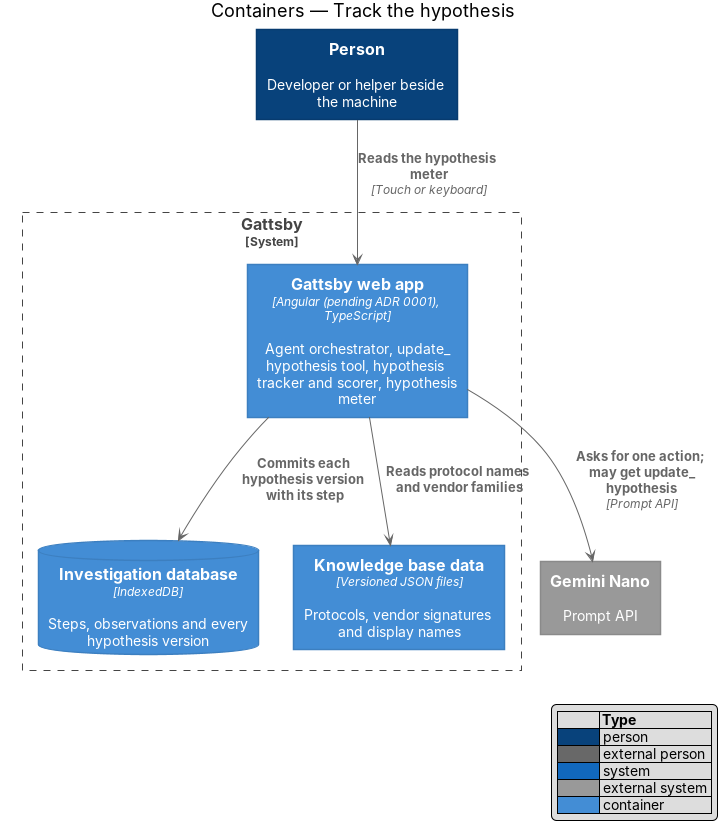 Containers — Track the hypothesis
Person
Developer or helper beside
the machine
Reads the hypothesis
meter
[Touch or keyboard]
Gattsby
[System]
Gattsby web app
[Angular (pending ADR 0001),
TypeScript]
Agent orchestrator, update_
hypothesis tool, hypothesis
tracker and scorer, hypothesis
meter
Commits each
hypothesis version
with its step
Reads protocol names
and vendor families
Asks for one action;
may get update_
hypothesis
[Prompt API]
Investigation database
[IndexedDB]
Steps, observations and every
hypothesis version
Knowledge base data
[Versioned JSON files]
Protocols, vendor signatures
and display names
Gemini Nano
Prompt API
Type
person
external person
system
external system
container